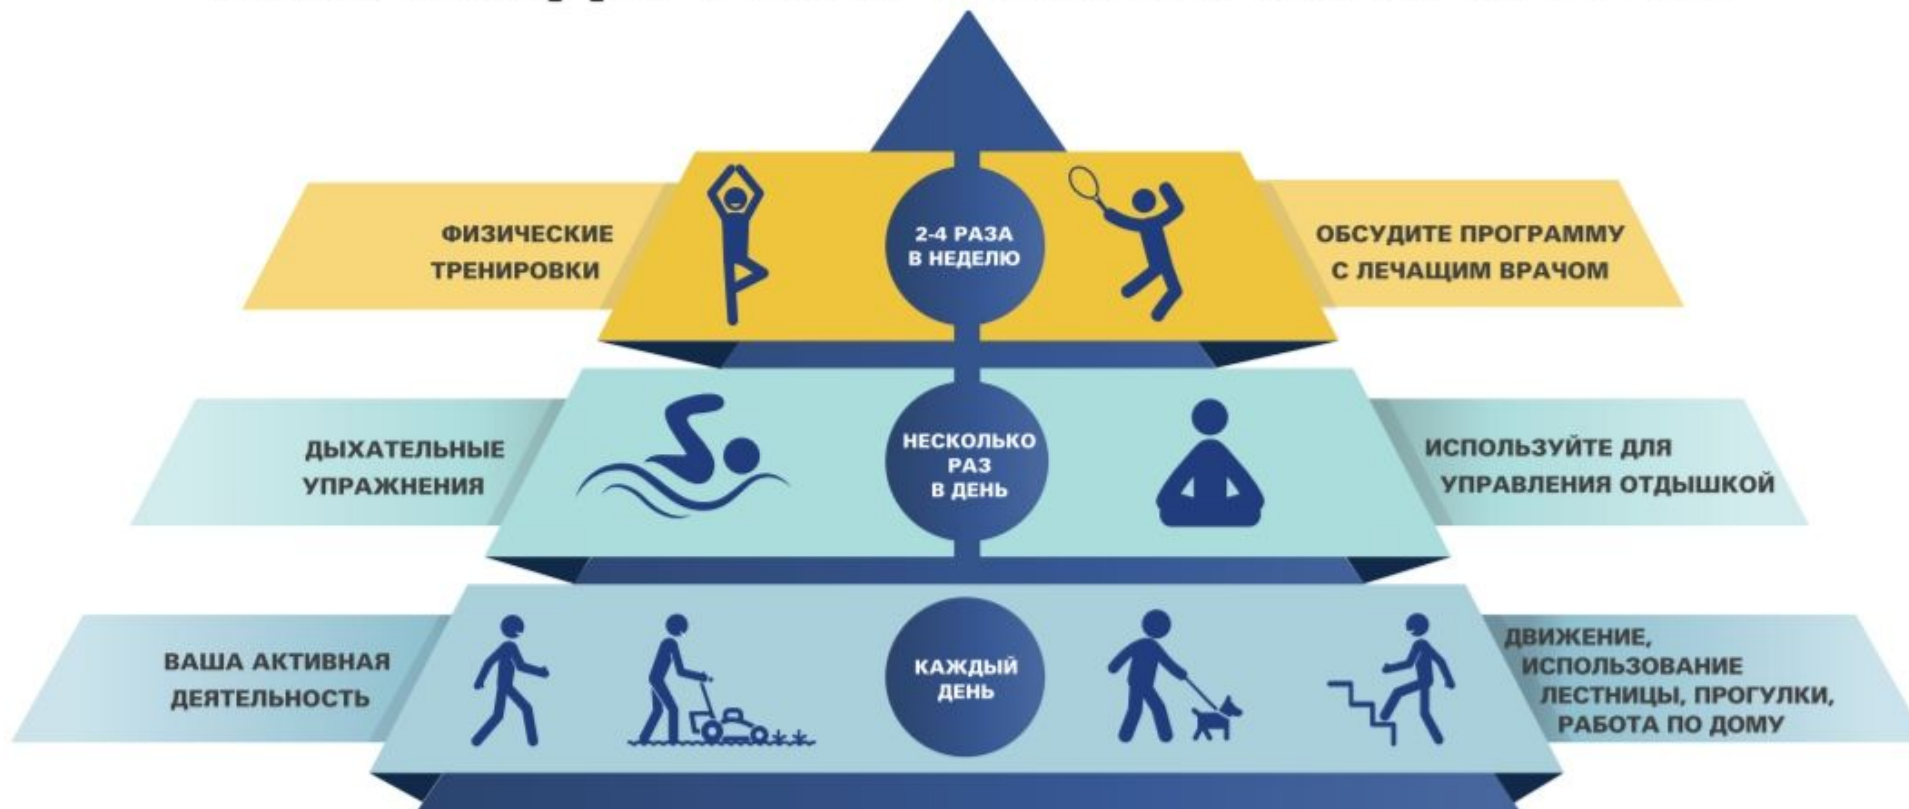 ФИЗИЧЕСКИЕ
ТРЕНИРОВКИ
2-4 РАЗА
В НЕДЕЛЮ
ОБСУДИТЕ ПРОГРАММУ
С ЛЕЧАЩИМ ВРАЧОМ
ДЫХАТЕЛЬНЫЕ
УПРАЖНЕНИЯ
НЕСКОЛЬКО
РАЗ
В ДЕНЬ
ИСПОЛЬЗУЙТЕ ДЛЯ
УПРАВЛЕНИЯ ОТДЫШКОЙ
ВАША АКТИВНАЯ
ДЕЯТЕЛЬНОСТЬ
КАЖДЫЙ
ДЕНЬ
ДВИЖЕНИЕ,
ИСПОЛЬЗОВАНИЕ
ЛЕСТНИЦЫ, ПРОГУЛКИ,
РАБОТА ПО ДОМУ